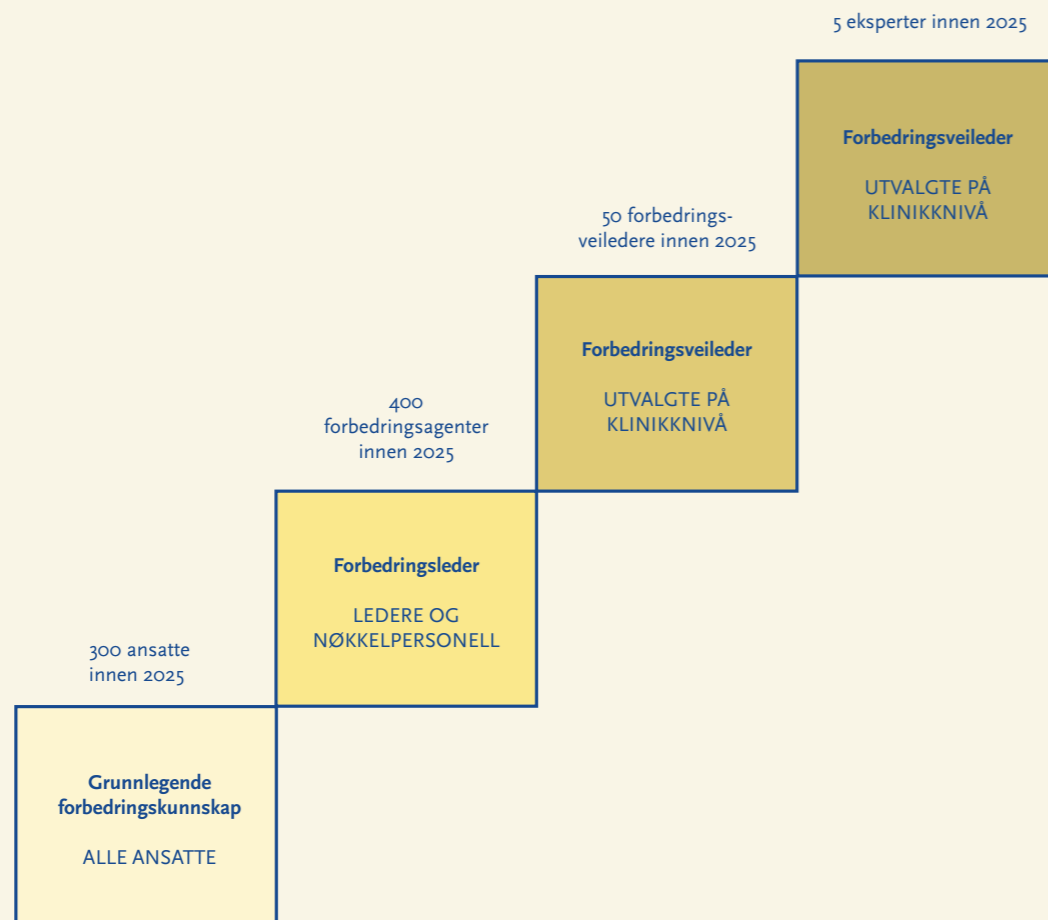 5 eksperter innen 2025
Forbedringsveileder
UTVALGTE PÅ
KLINIKKNIVÅ
50 forbedrings-
veiledere innen 2025
Forbedringsveileder
UTVALGTE PÅ
KLINIKKNIVÅ
400
forbedringsagenter
innen 2025
Forbedringsleder
LEDERE OG
NØKKELPERSONELL
300 ansatte
innen 2025
Grunnlegende
forbedringskunnskap
ALLE ANSATTE